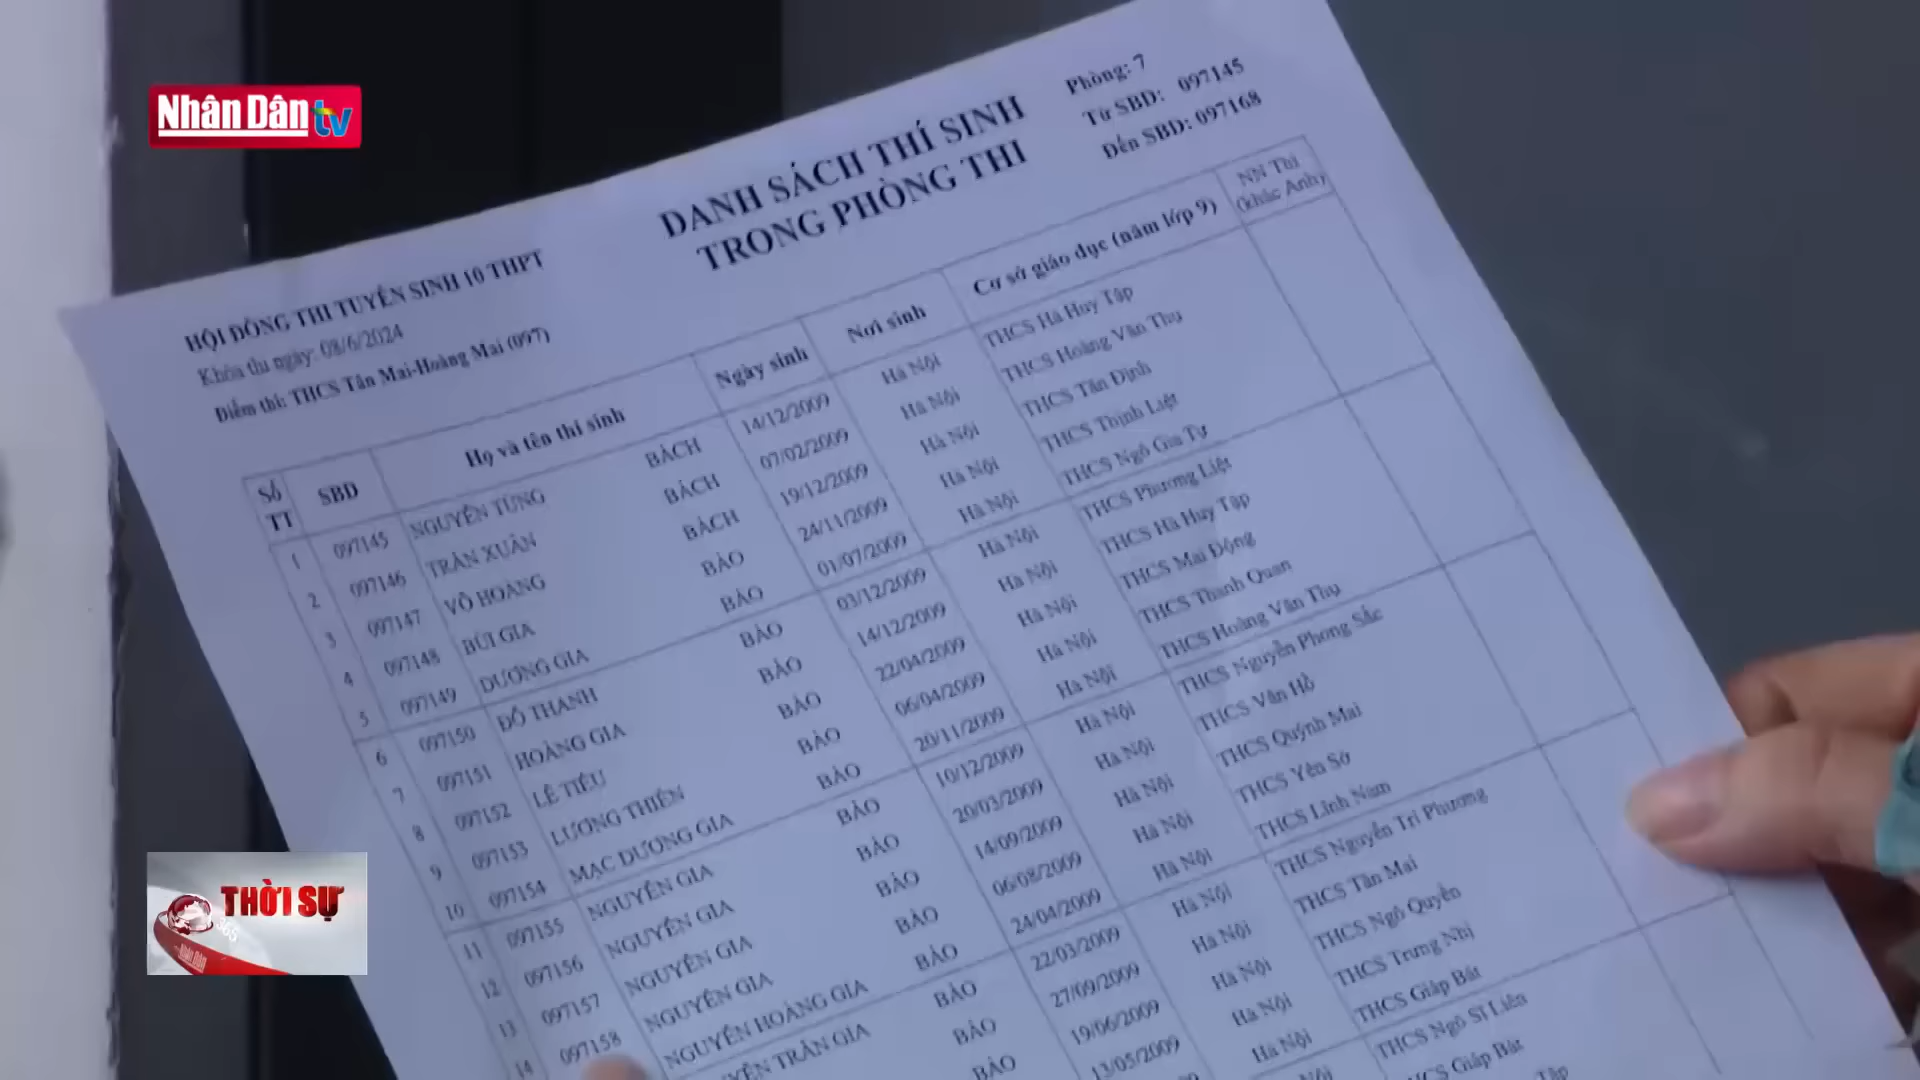 Nhân Dân tv
Phòng: 7
Từ SBD: 097145
Đến SBD: 097168
DANH SÁCH THÍ SINH
TRONG PHÒNG THI
HỘI ĐỒNG THI TUYỂN SINH 10 THPT
Khóa thi ngày: 08/6/2024
Điểm thi: THCS Tân Mai-Hoàng Mai (097)
Số TT SBD Họ và tên thí sinh Ngày sinh Nơi sinh Cơ sở giáo dục (năm lớp 9) NN Thi (khác Anh)
1 097145 NGUYỄN TÙNG BÁCH 14/12/2009 Hà Nội THCS Hà Huy Tập
2 097146 TRẦN XUÂN BÁCH 07/02/2009 Hà Nội THCS Hoàng Văn Thụ
3 097147 VÕ HOÀNG BÁCH 19/12/2009 Hà Nội THCS Tân Định
4 097148 BÙI GIA BẢO 24/11/2009 Hà Nội THCS Thịnh Liệt
5 097149 DƯƠNG GIA BẢO 01/07/2009 Hà Nội THCS Ngô Gia Tự
6 097150 ĐỖ THANH BẢO 03/12/2009 Hà Nội THCS Phương Liệt
7 097151 HOÀNG GIA BẢO 14/12/2009 Hà Nội THCS Hà Huy Tập
8 097152 LÊ TIỂU BẢO 22/04/2009 Hà Nội THCS Mai Động
9 097153 LƯƠNG THIÊN BẢO 06/04/2009 Hà Nội THCS Thanh Quan
10 097154 MẠC DƯƠNG GIA BẢO 20/11/2009 Hà Nội THCS Hoàng Văn Thụ
11 097155 NGUYỄN GIA BẢO 10/12/2009 Hà Nội THCS Nguyễn Phong Sắc
12 097156 NGUYỄN GIA BẢO 20/03/2009 Hà Nội THCS Vân Hồ
13 097157 NGUYỄN GIA BẢO 14/09/2009 Hà Nội THCS Quỳnh Mai
14 097158 NGUYỄN GIA BẢO 06/08/2009 Hà Nội THCS Yên Sở
NGUYỄN HOÀNG GIA BẢO 24/04/2009 Hà Nội THCS Lĩnh Nam
TRẦN GIA BẢO 22/03/2009 Hà Nội THCS Nguyễn Tri Phương
BẢO 27/09/2009 Hà Nội THCS Tân Mai
BẢO 19/06/2009 Hà Nội THCS Ngô Quyền
13/05/2009 Hà Nội THCS Trưng Nhị
Hà Nội THCS Giáp Bát
Nội THCS Ngô Sĩ Liên
THCS Giáp Bát
Tập
THỜI SỰ
365
NHÂN DÂN